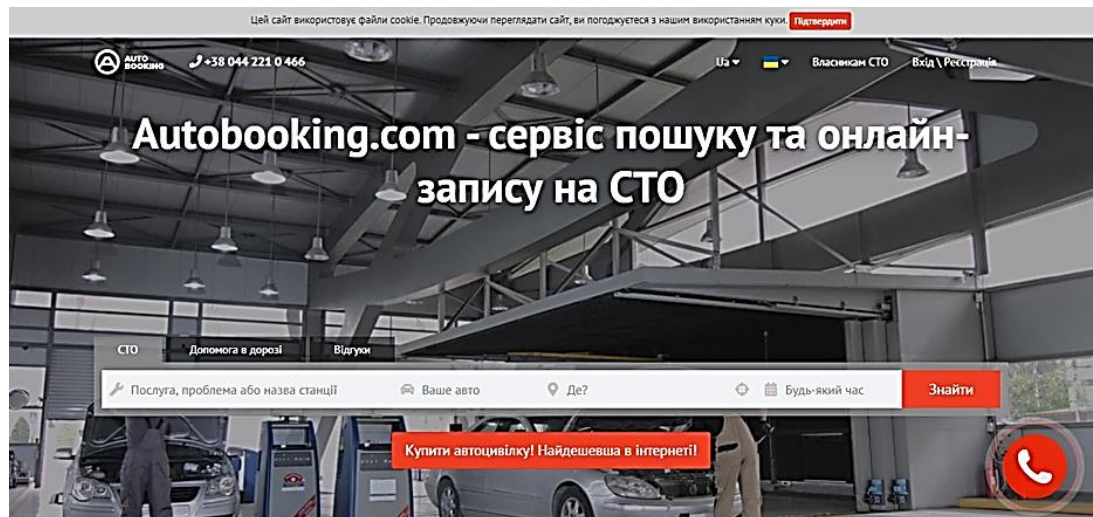 Цей сайт використовує файли cookie. Продовжуючи переглядати сайт, ви погоджуєтеся з нашим використанням куки. Підтвердити
AUTO BOOKING +38 044 221 0 466 Ua Власникам СТО Вхід \ Реєстрація
Autobooking.com - сервіс пошуку та онлайн-
запису на СТО
СТО Допомога в дорозі Відгуки
Послуга, проблема або назва станції Ваше авто Де? Будь-який час Знайти
Купити автоцивілку! Найдешевша в інтернеті!